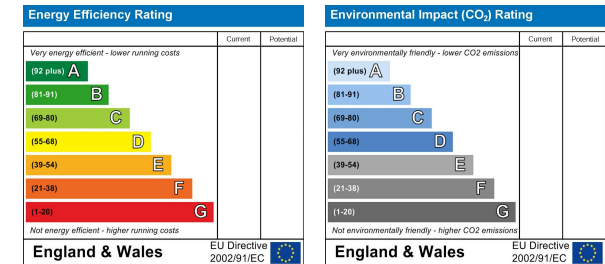 Energy Efficiency Rating
Current Potential
Very energy efficient - lower running costs
(92 plus) A
(81-91) B
(69-80) C
(55-68) D
(39-54) E
(21-38) F
(1-20) G
Not energy efficient - higher running costs
England & Wales
EU Directive
2002/91/EC
Environmental Impact (CO₂) Rating
Current Potential
Very environmentally friendly - lower CO2 emissions
(92 plus) A
(81-91) B
(69-80) C
(55-68) D
(39-54) E
(21-38) F
(1-20) G
Not environmentally friendly - higher CO2 emissions
England & Wales
EU Directive
2002/91/EC